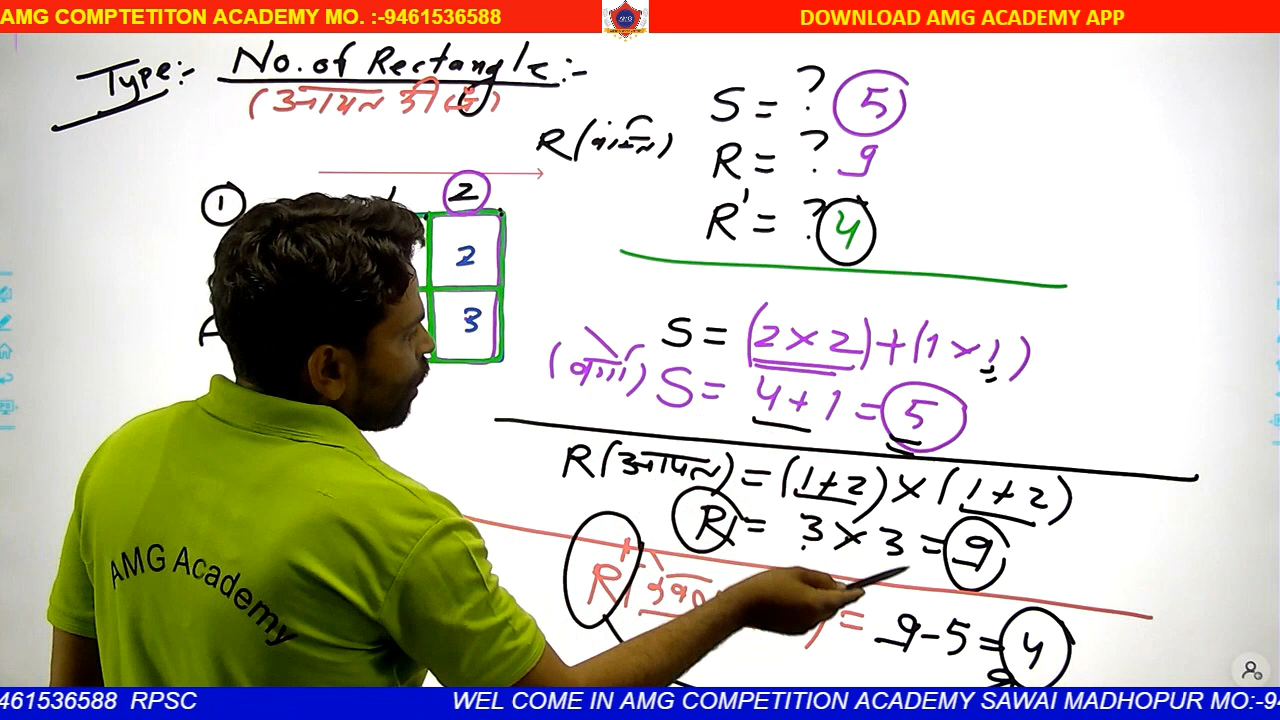 AMG COMPTETITON ACADEMY MO. :-9461536588
DOWNLOAD AMG ACADEMY APP
Type:- No. of Rectangle:-
(आयत की सं)
R(
S = ? 5
R = ? 9
R' = ? 4
1
2
2
3
S = (2×2)+(1×1)
(वर्ग) S = 4+1 = 5
R(आयत) = (1+2)×(1+2)
R = 3×3 = 9
R' = 9-5 = 4
AMG Academy
461536588 RPSC
WEL COME IN AMG COMPETITION ACADEMY SAWAI MADHOPUR MO:-9